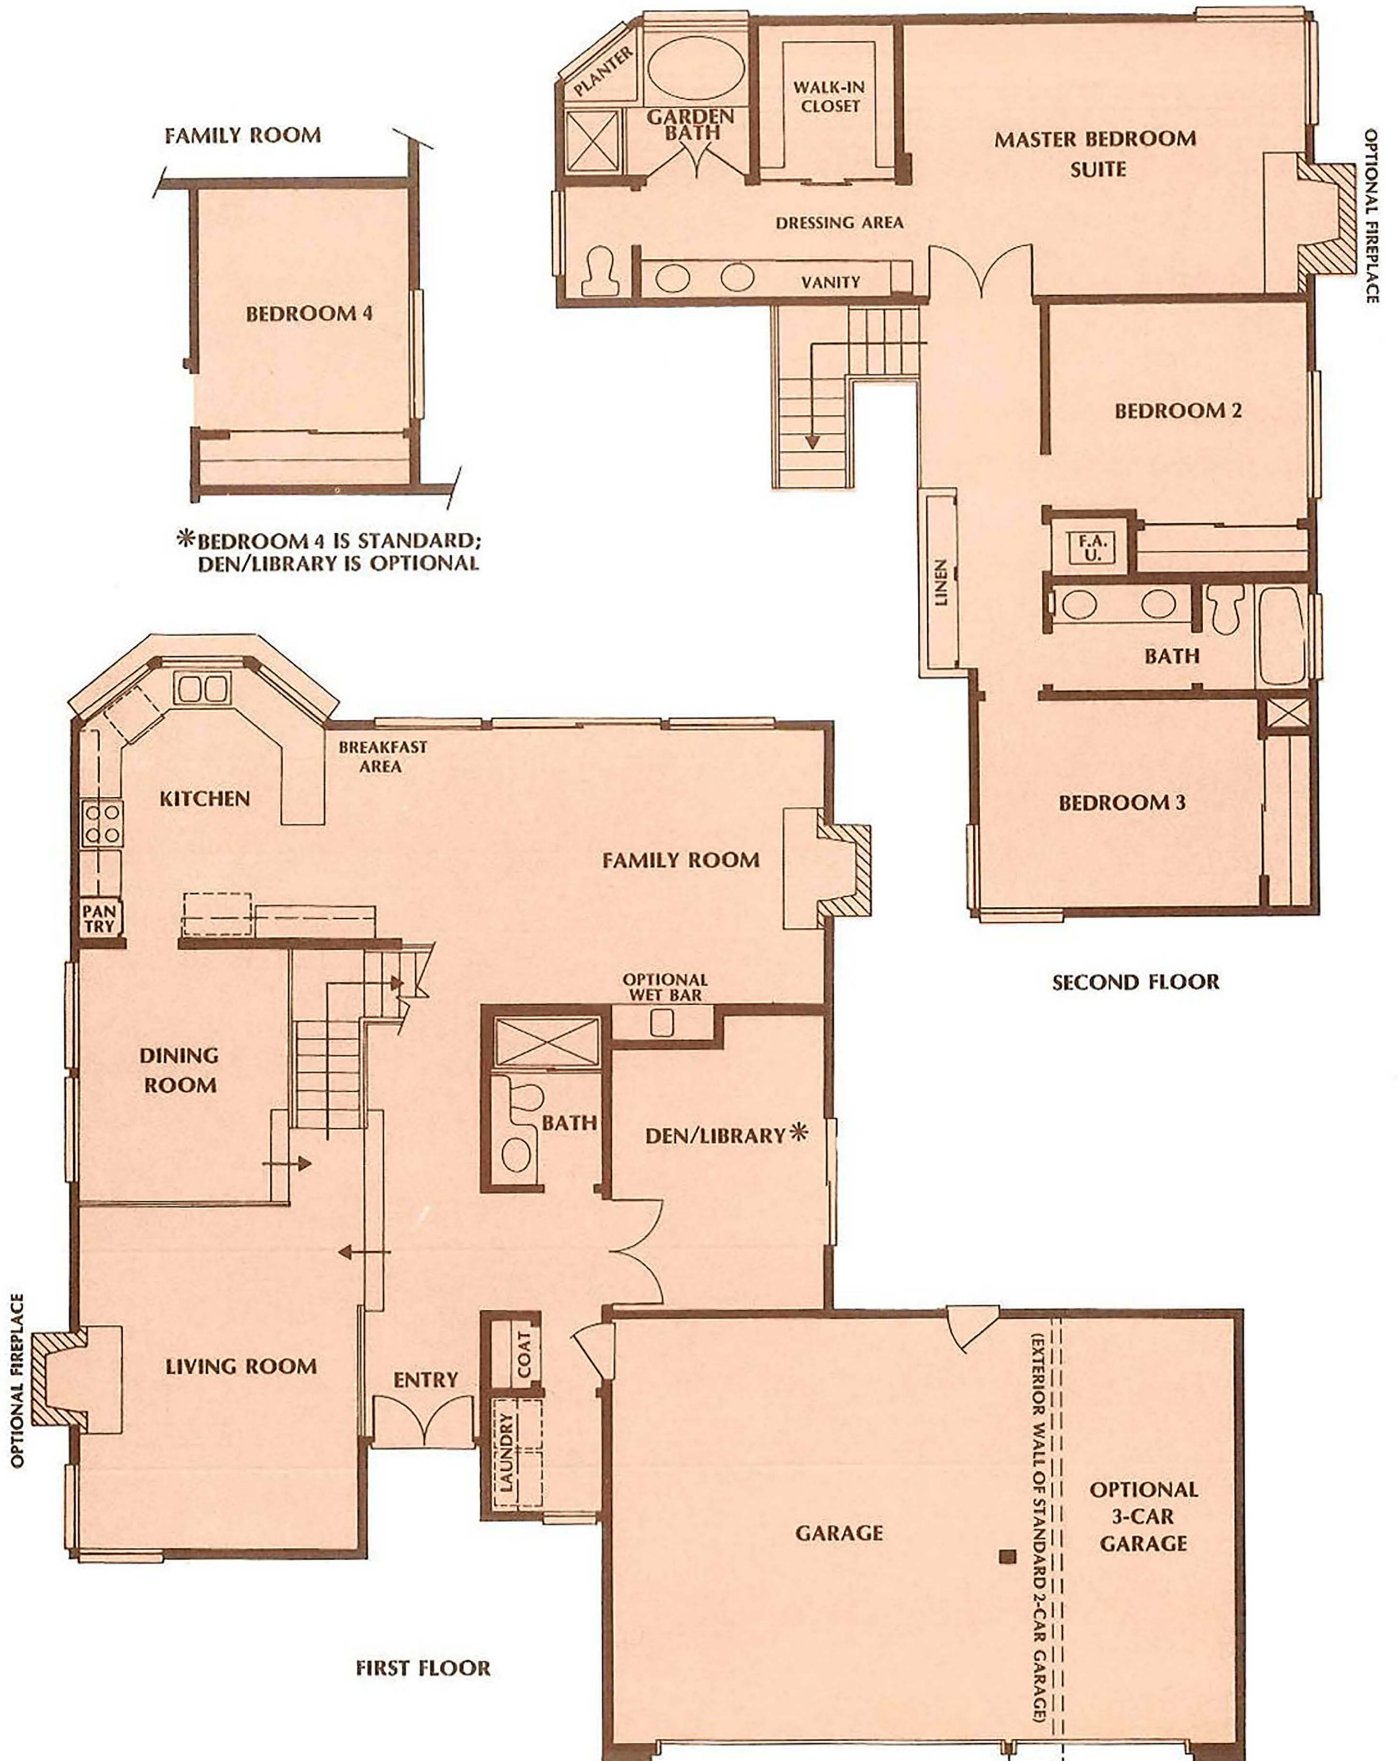 FAMILY ROOM
BEDROOM 4
*BEDROOM 4 IS STANDARD;
DEN/LIBRARY IS OPTIONAL
PLANTER
GARDEN
BATH
WALK-IN
CLOSET
MASTER BEDROOM
SUITE
OPTIONAL FIREPLACE
DRESSING AREA
VANITY
BEDROOM 2
F.A.
U.
LINEN
BATH
BEDROOM 3
SECOND FLOOR
BREAKFAST
AREA
KITCHEN
FAMILY ROOM
PAN
TRY
OPTIONAL
WET BAR
DINING
ROOM
BATH
DEN/LIBRARY*
OPTIONAL FIREPLACE
LIVING ROOM
ENTRY
COAT
LAUNDRY
GARAGE
(EXTERIOR WALL OF STANDARD 2-CAR GARAGE)
OPTIONAL
3-CAR
GARAGE
FIRST FLOOR